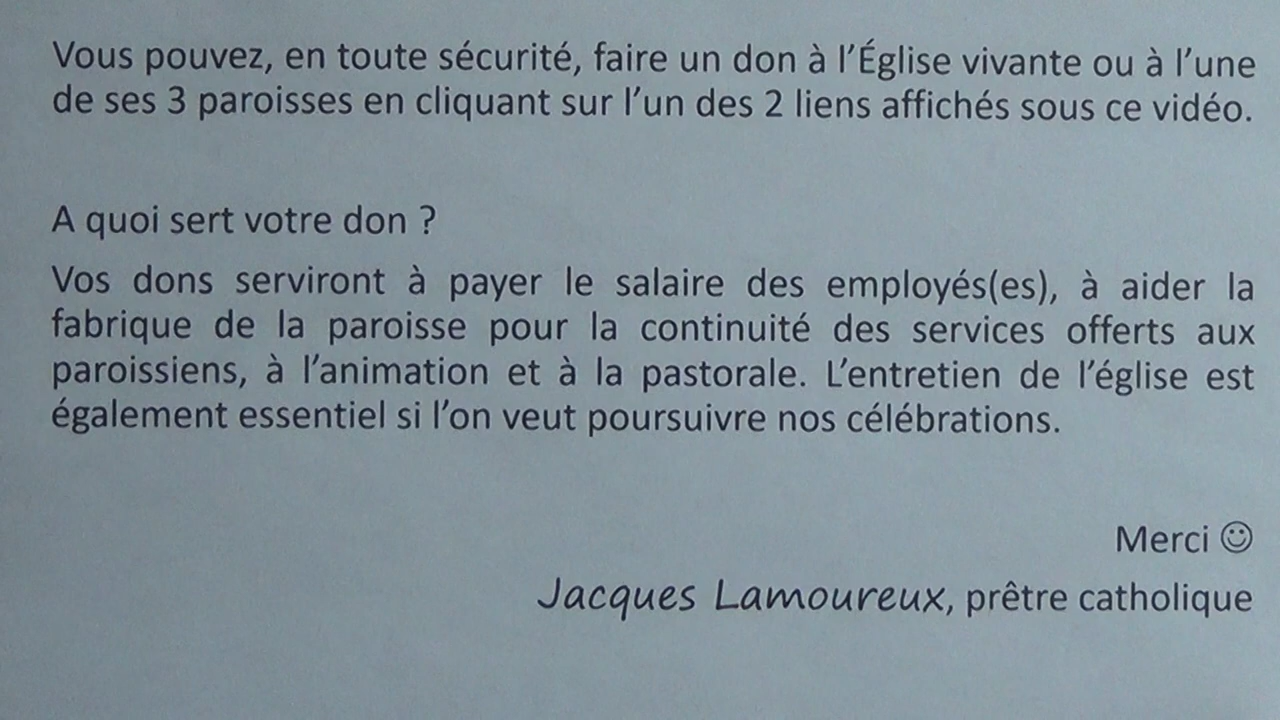 Vous pouvez, en toute sécurité, faire un don à l’Église vivante ou à l’une
de ses 3 paroisses en cliquant sur l’un des 2 liens affichés sous ce vidéo.
A quoi sert votre don ?
Vos dons serviront à payer le salaire des employés(es), à aider la
fabrique de la paroisse pour la continuité des services offerts aux
paroissiens, à l’animation et à la pastorale. L’entretien de l’église est
également essentiel si l’on veut poursuivre nos célébrations.
Merci ☺
Jacques Lamoureux, prêtre catholique